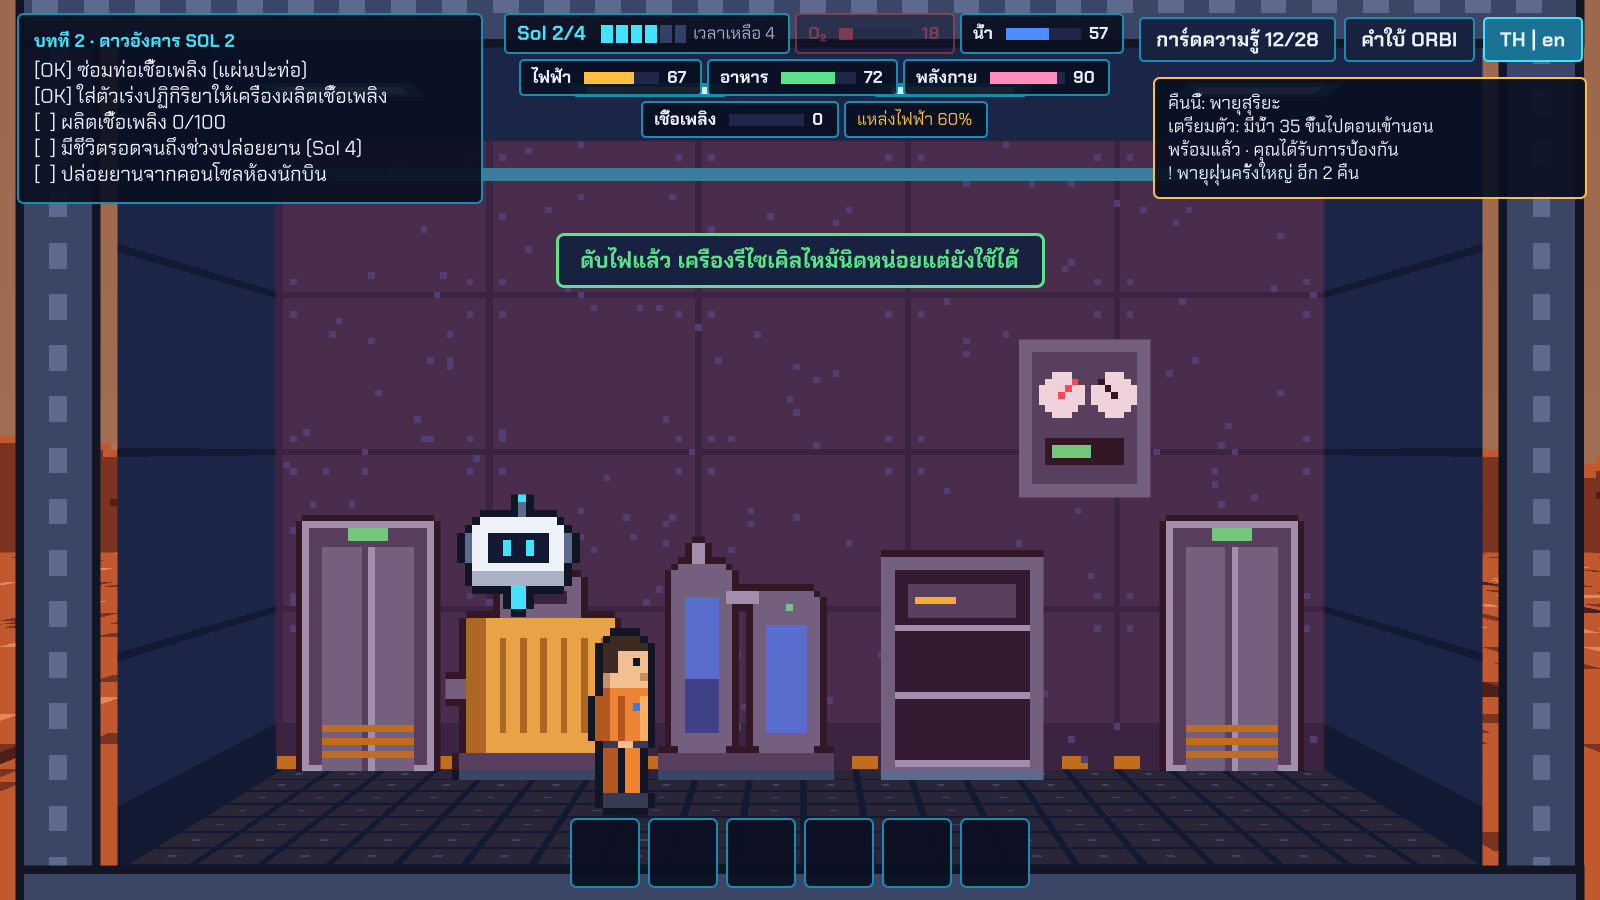 บทที่ 2 · ดาวอังคาร SOL 2
[OK] ซ่อมท่อเชื้อเพลิง (แผ่นปะท่อ)
[OK] ใส่ตัวเร่งปฏิกิริยาให้เครื่องผลิตเชื้อเพลิง
[ ] ผลิตเชื้อเพลิง 0/100
[ ] มีชีวิตรอดจนถึงช่วงปล่อยยาน (Sol 4)
[ ] ปล่อยยานจากคอนโซลห้องนักบิน
Sol 2/4 เวลาเหลือ 4
O₂ 18
น้ำ 57
ไฟฟ้า 67
อาหาร 72
พลังกาย 90
เชื้อเพลิง 0
แหล่งไฟฟ้า 60%
การ์ดความรู้ 12/28
คำใบ้ ORBI
TH | en
คืนนี้: พายุสุริยะ
เตรียมตัว: มีน้ำ 35 ขึ้นไปตอนเข้านอน
พร้อมแล้ว · คุณได้รับการป้องกัน
! พายุฝุ่นครั้งใหญ่ อีก 2 คืน
ดับไฟแล้ว เครื่องรีไซเคิลไหม้นิดหน่อยแต่ยังใช้ได้